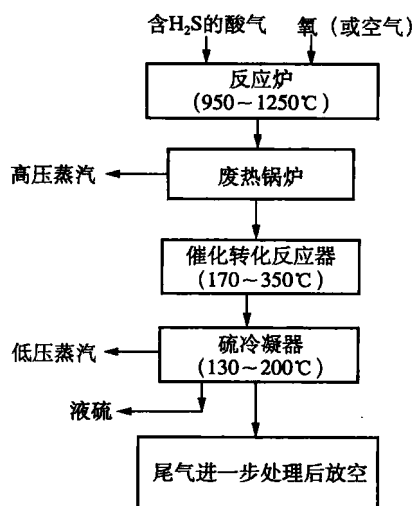 含H₂S的酸气 氧（或空气）
反应炉
（950～1250℃）
高压蒸汽
废热锅炉
催化转化反应器
（170～350℃）
低压蒸汽
硫冷凝器
（130～200℃）
液硫
尾气进一步处理后放空